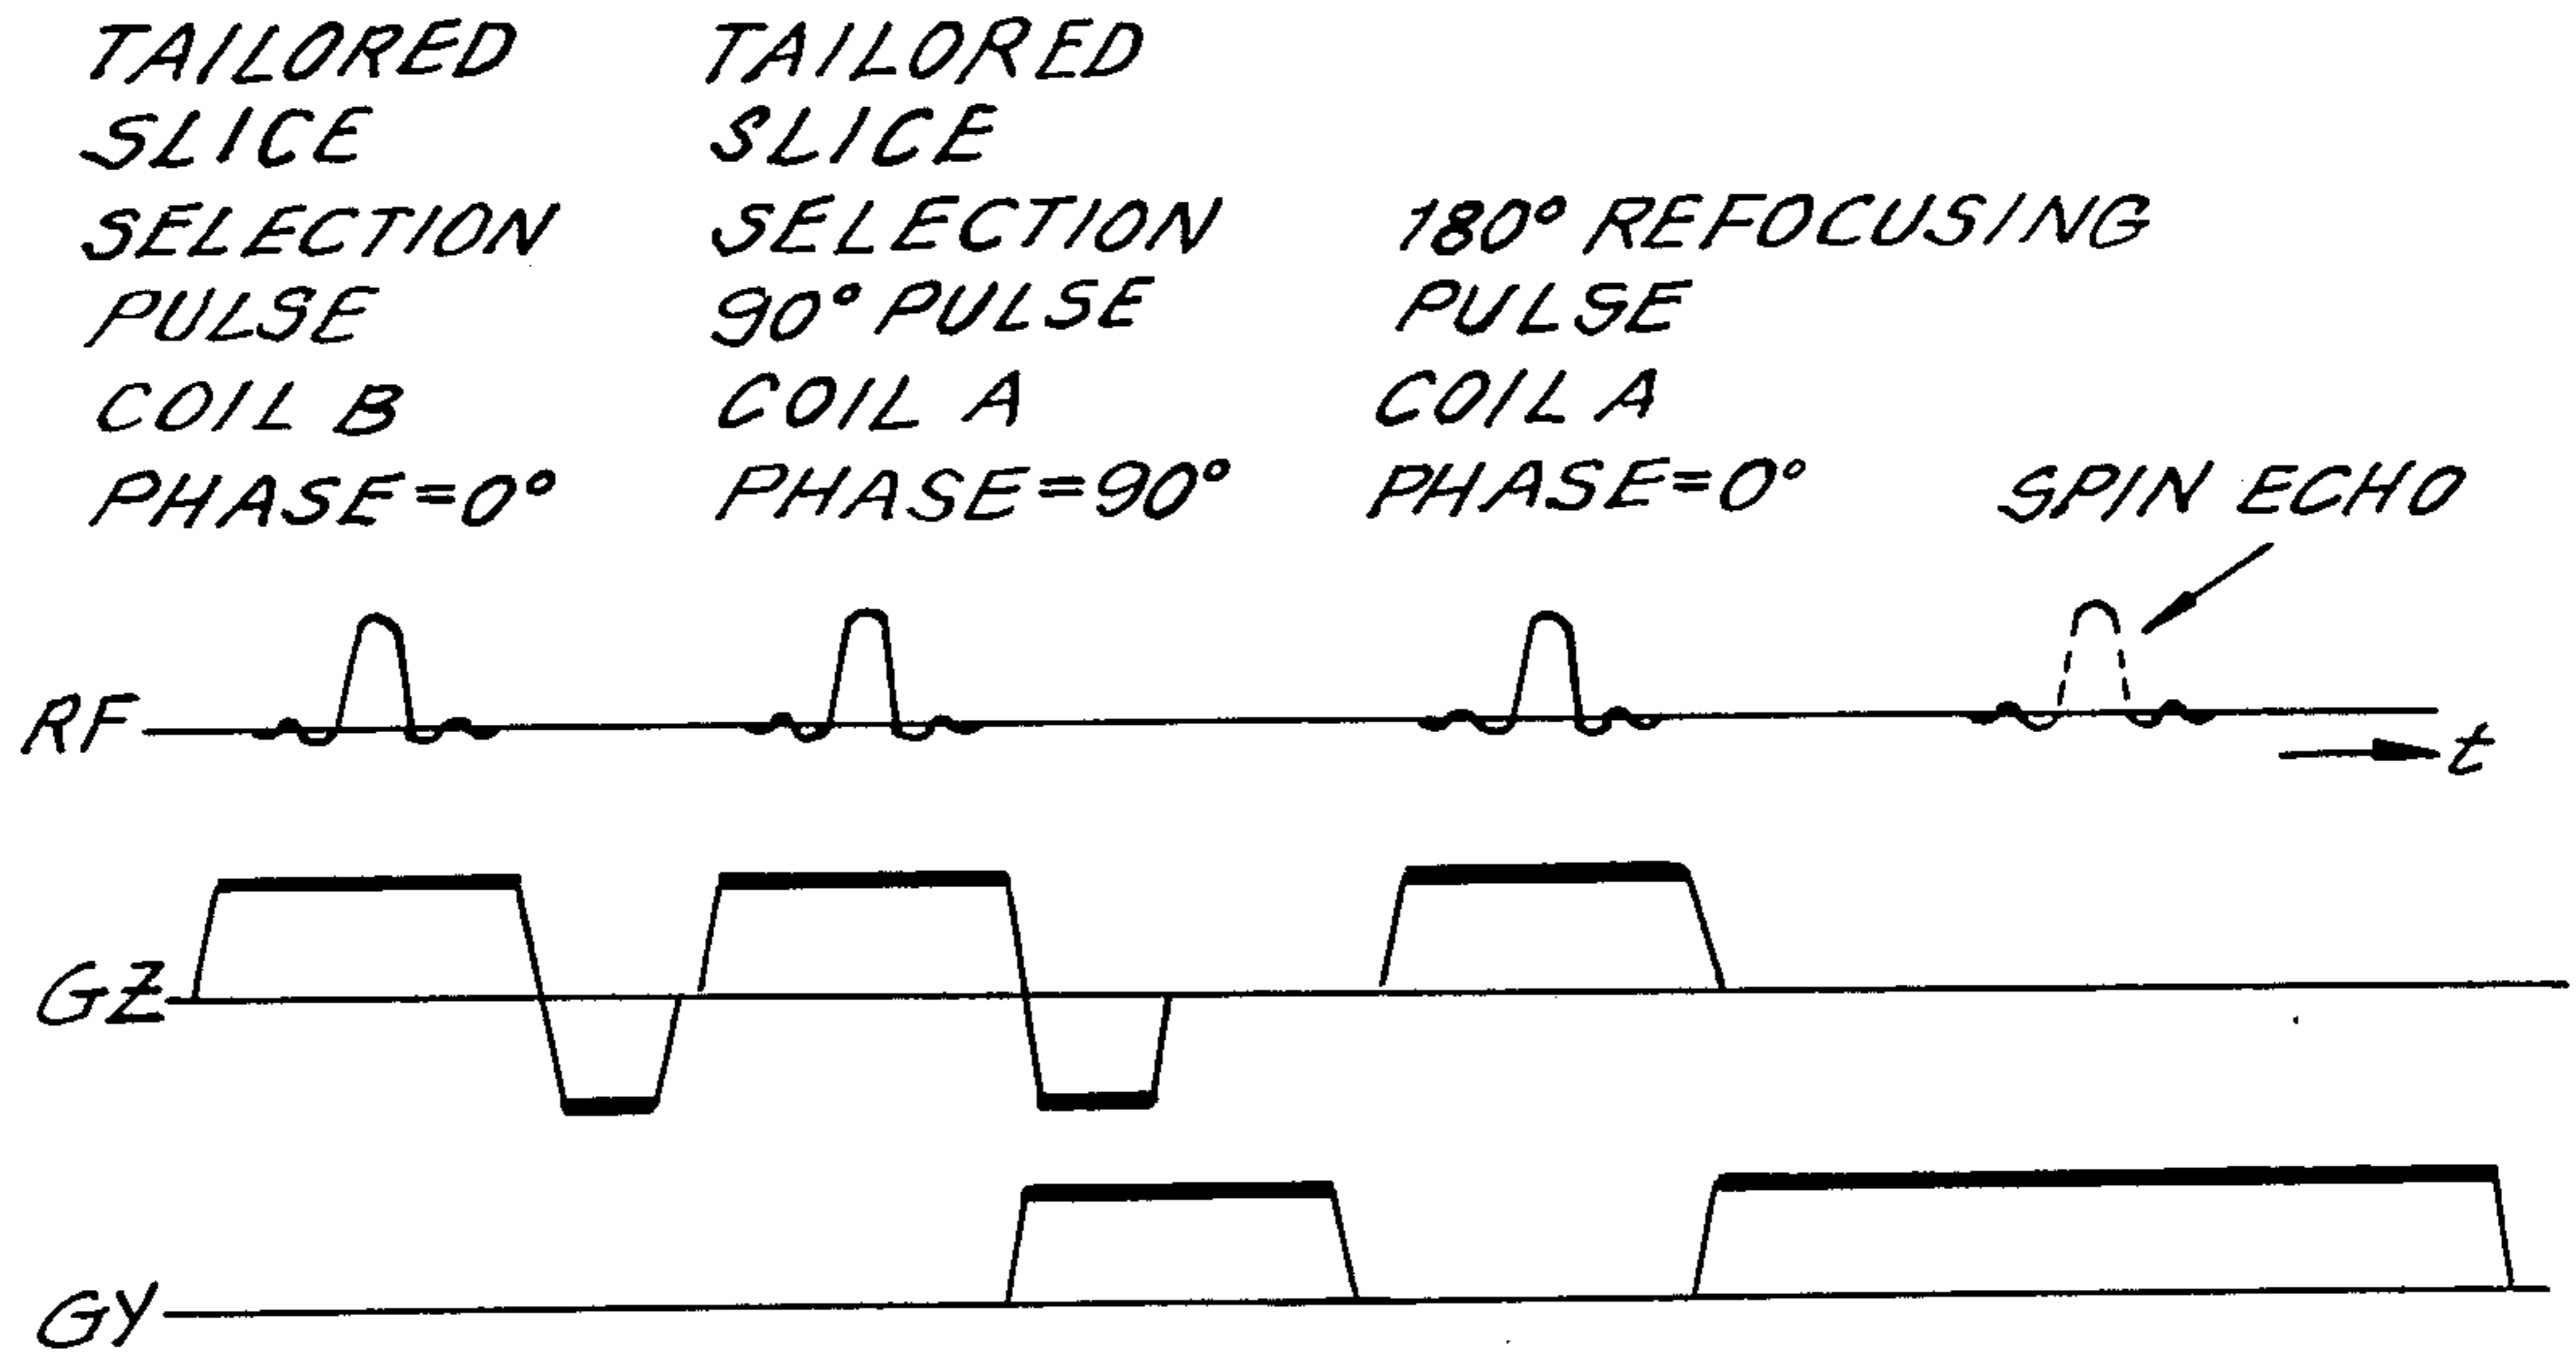 TAILORED
SLICE
SELECTION
PULSE
COIL B
PHASE=0°
TAILORED
SLICE
SELECTION
90° PULSE
COIL A
PHASE=90°
180° REFOCUSING
PULSE
COIL A
PHASE=0°
SPIN ECHO
RF
t
GZ
GY